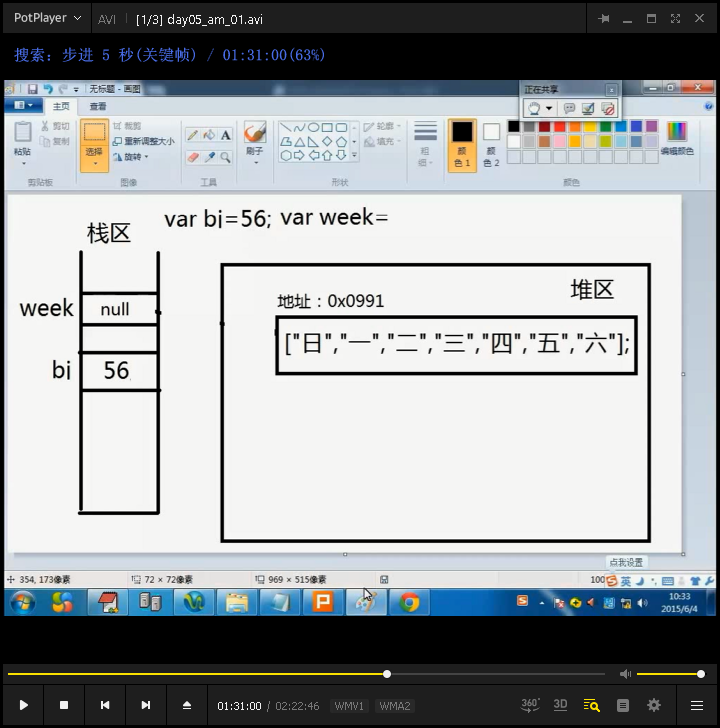 PotPlayer AVI [1/3] day05_am_01.avi
搜索: 步进 5 秒(关键帧) / 01:31:00(63%)
无标题 - 画图
正在共享
主页 查看
粘贴
剪切
复制
剪贴板
选择
裁剪
重新调整大小
旋转
图像
A
工具
刷子
轮廓
填充
形状
粗细
颜色 1
颜色 2
编辑颜色
颜色
var bi=56; var week=
栈区
week null
bi 56
堆区
地址：0x0991
["日","一","二","三","四","五","六"];
点我设置
354, 173像素 72 × 72像素 969 × 515像素 100
英
10:33
2015/6/4
01:31:00 / 02:22:46 WMV1 WMA2 360° 3D